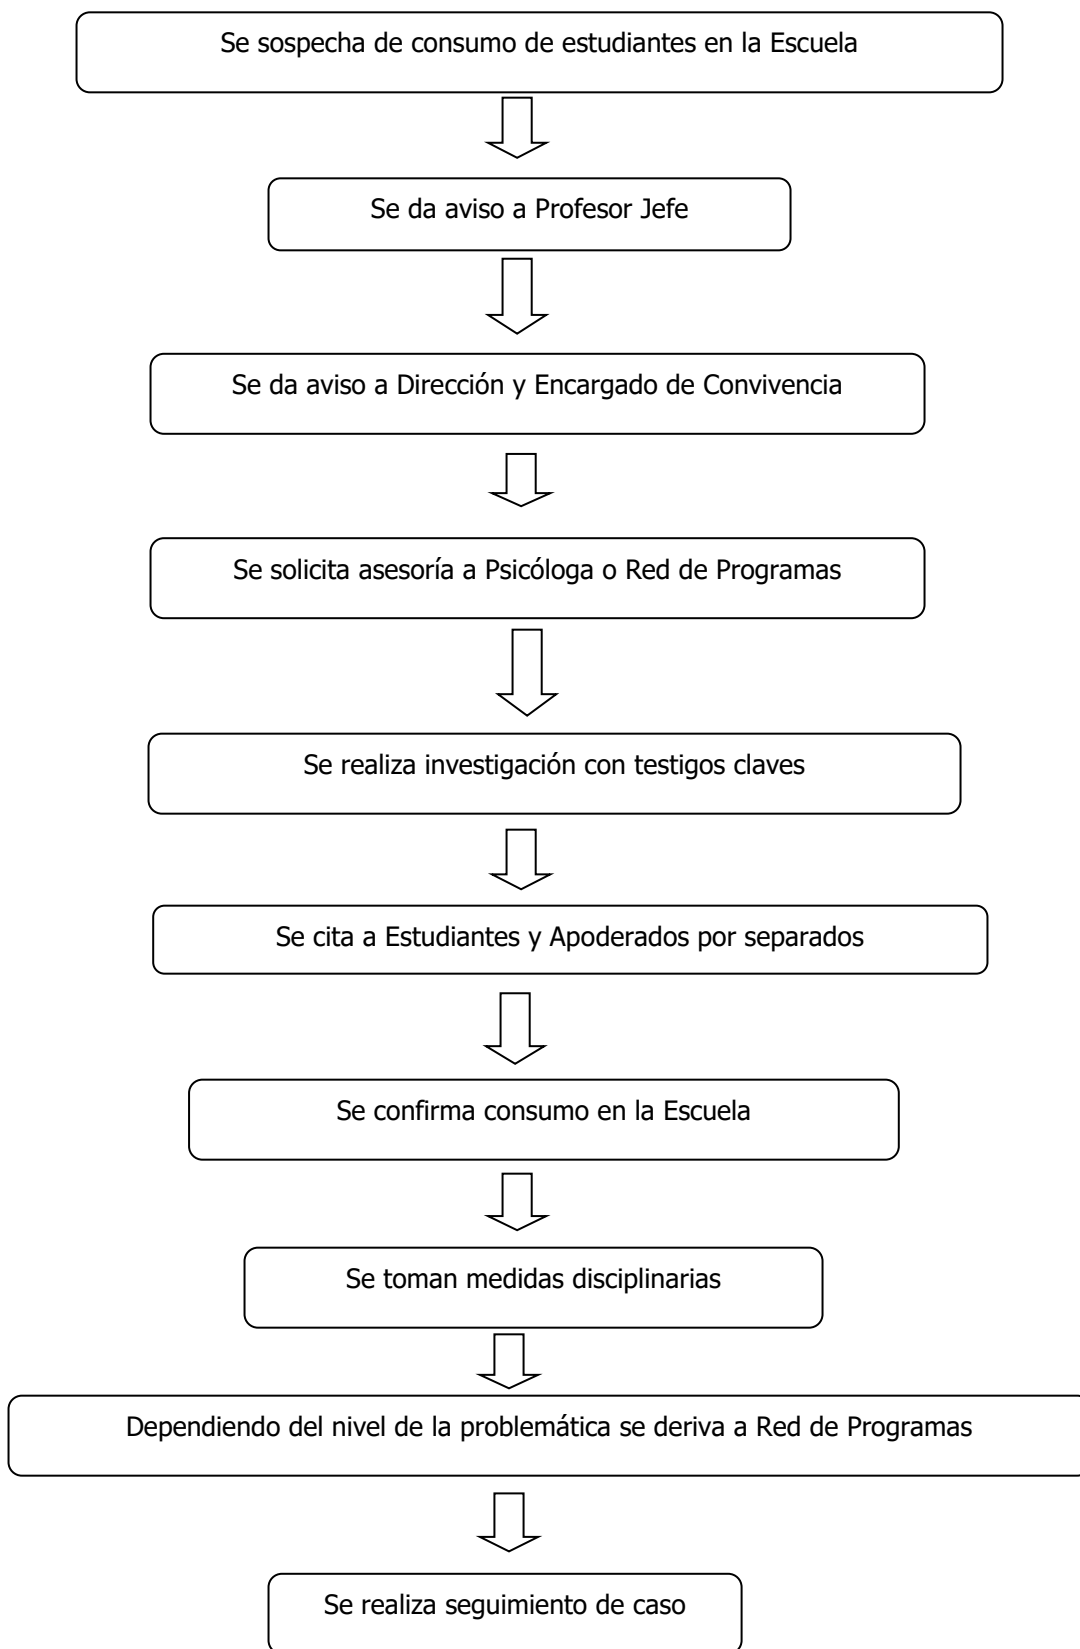 Se sospecha de consumo de estudiantes en la Escuela
Se da aviso a Profesor Jefe
Se da aviso a Dirección y Encargado de Convivencia
Se solicita asesoría a Psicóloga o Red de Programas
Se realiza investigación con testigos claves
Se cita a Estudiantes y Apoderados por separados
Se confirma consumo en la Escuela
Se toman medidas disciplinarias
Dependiendo del nivel de la problemática se deriva a Red de Programas
Se realiza seguimiento de caso